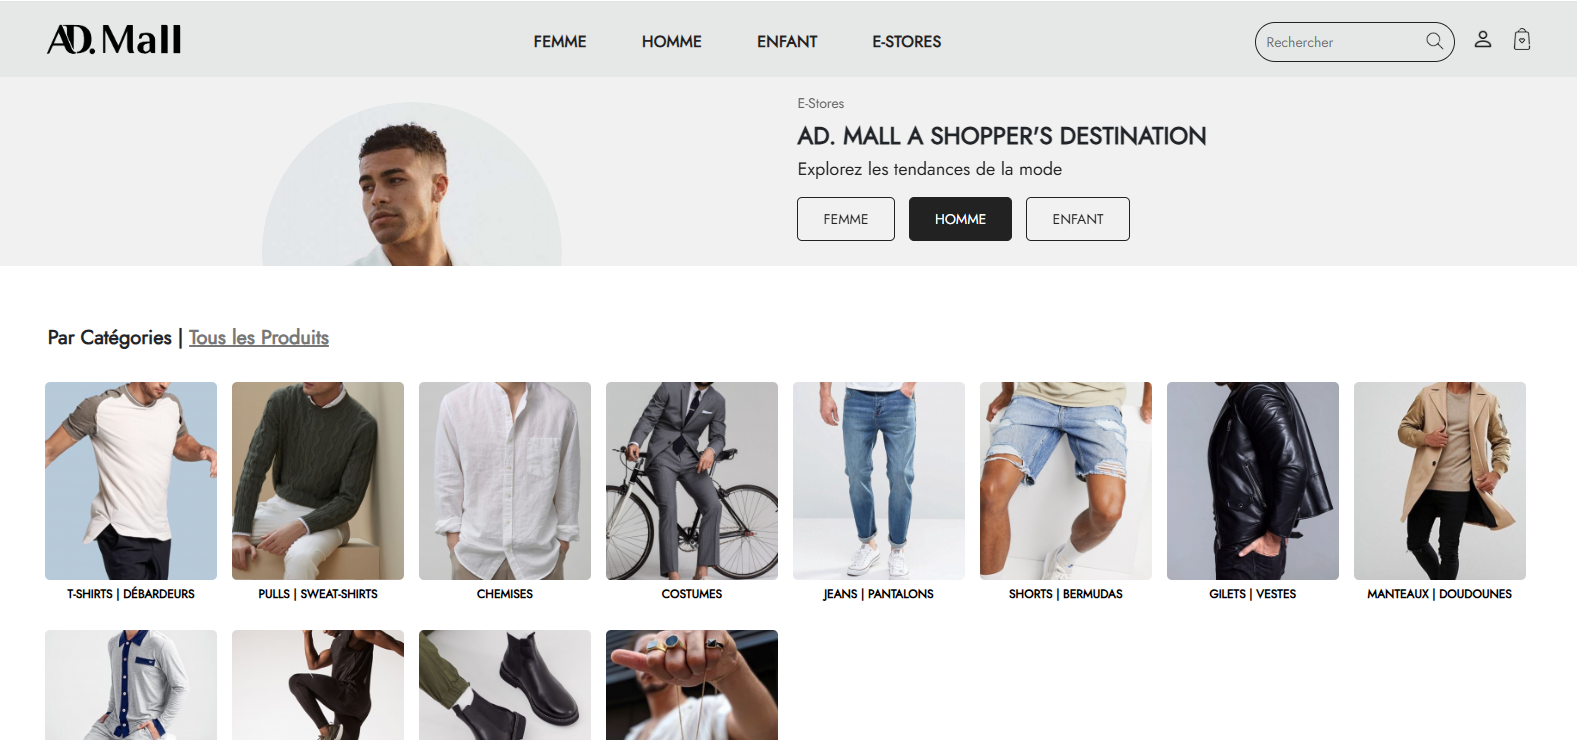 AD. Mall
FEMME
HOMME
ENFANT
E-STORES
Rechercher
E-Stores
AD. MALL A SHOPPER'S DESTINATION
Explorez les tendances de la mode
FEMME
HOMME
ENFANT
Par Catégories | Tous les Produits
T-SHIRTS | DÉBARDEURS
PULLS | SWEAT-SHIRTS
CHEMISES
COSTUMES
JEANS | PANTALONS
SHORTS | BERMUDAS
GILETS | VESTES
MANTEAUX | DOUDOUNES